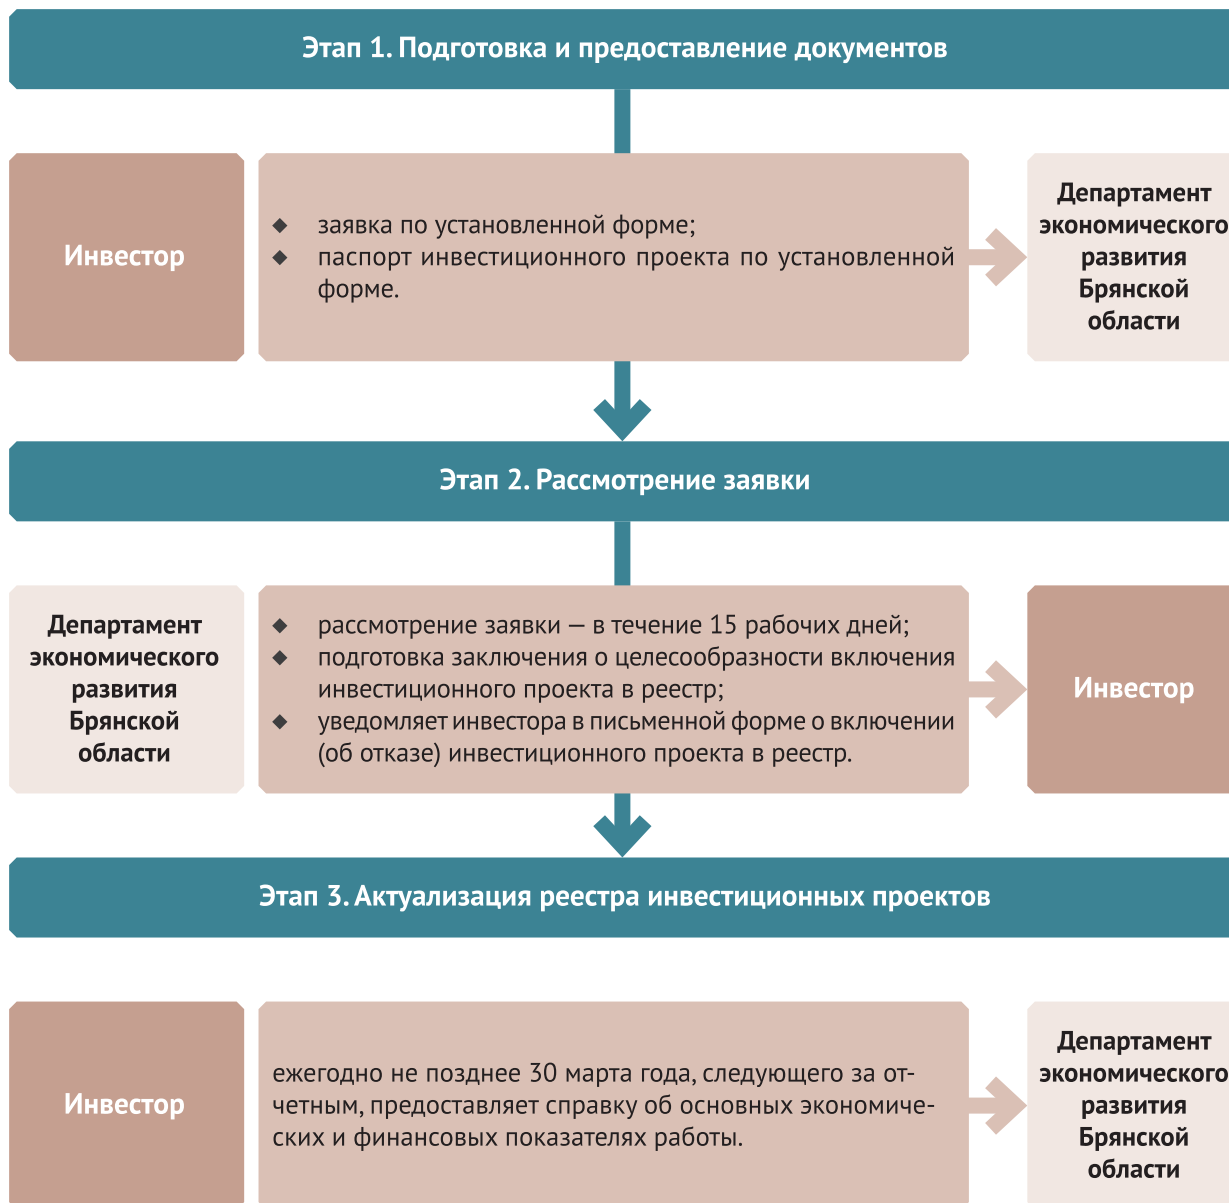 Этап 1. Подготовка и предоставление документов
Инвестор
◆ заявка по установленной форме;
◆ паспорт инвестиционного проекта по установленной
форме.
Департамент
экономического
развития
Брянской
области
Этап 2. Рассмотрение заявки
Департамент
экономического
развития
Брянской
области
◆ рассмотрение заявки — в течение 15 рабочих дней;
◆ подготовка заключения о целесообразности включения
инвестиционного проекта в реестр;
◆ уведомляет инвестора в письменной форме о включении
(об отказе) инвестиционного проекта в реестр.
Инвестор
Этап 3. Актуализация реестра инвестиционных проектов
Инвестор
ежегодно не позднее 30 марта года, следующего за от-
четным, предоставляет справку об основных экономиче-
ских и финансовых показателях работы.
Департамент
экономического
развития
Брянской
области